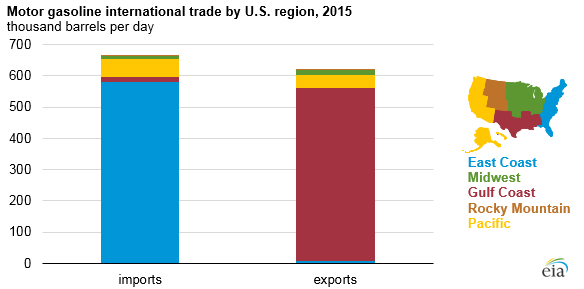 Motor gasoline international trade by U.S. region, 2015
thousand barrels per day
700
600
500
400
300
200
100
0
imports
exports
East Coast
Midwest
Gulf Coast
Rocky Mountain
Pacific
eia